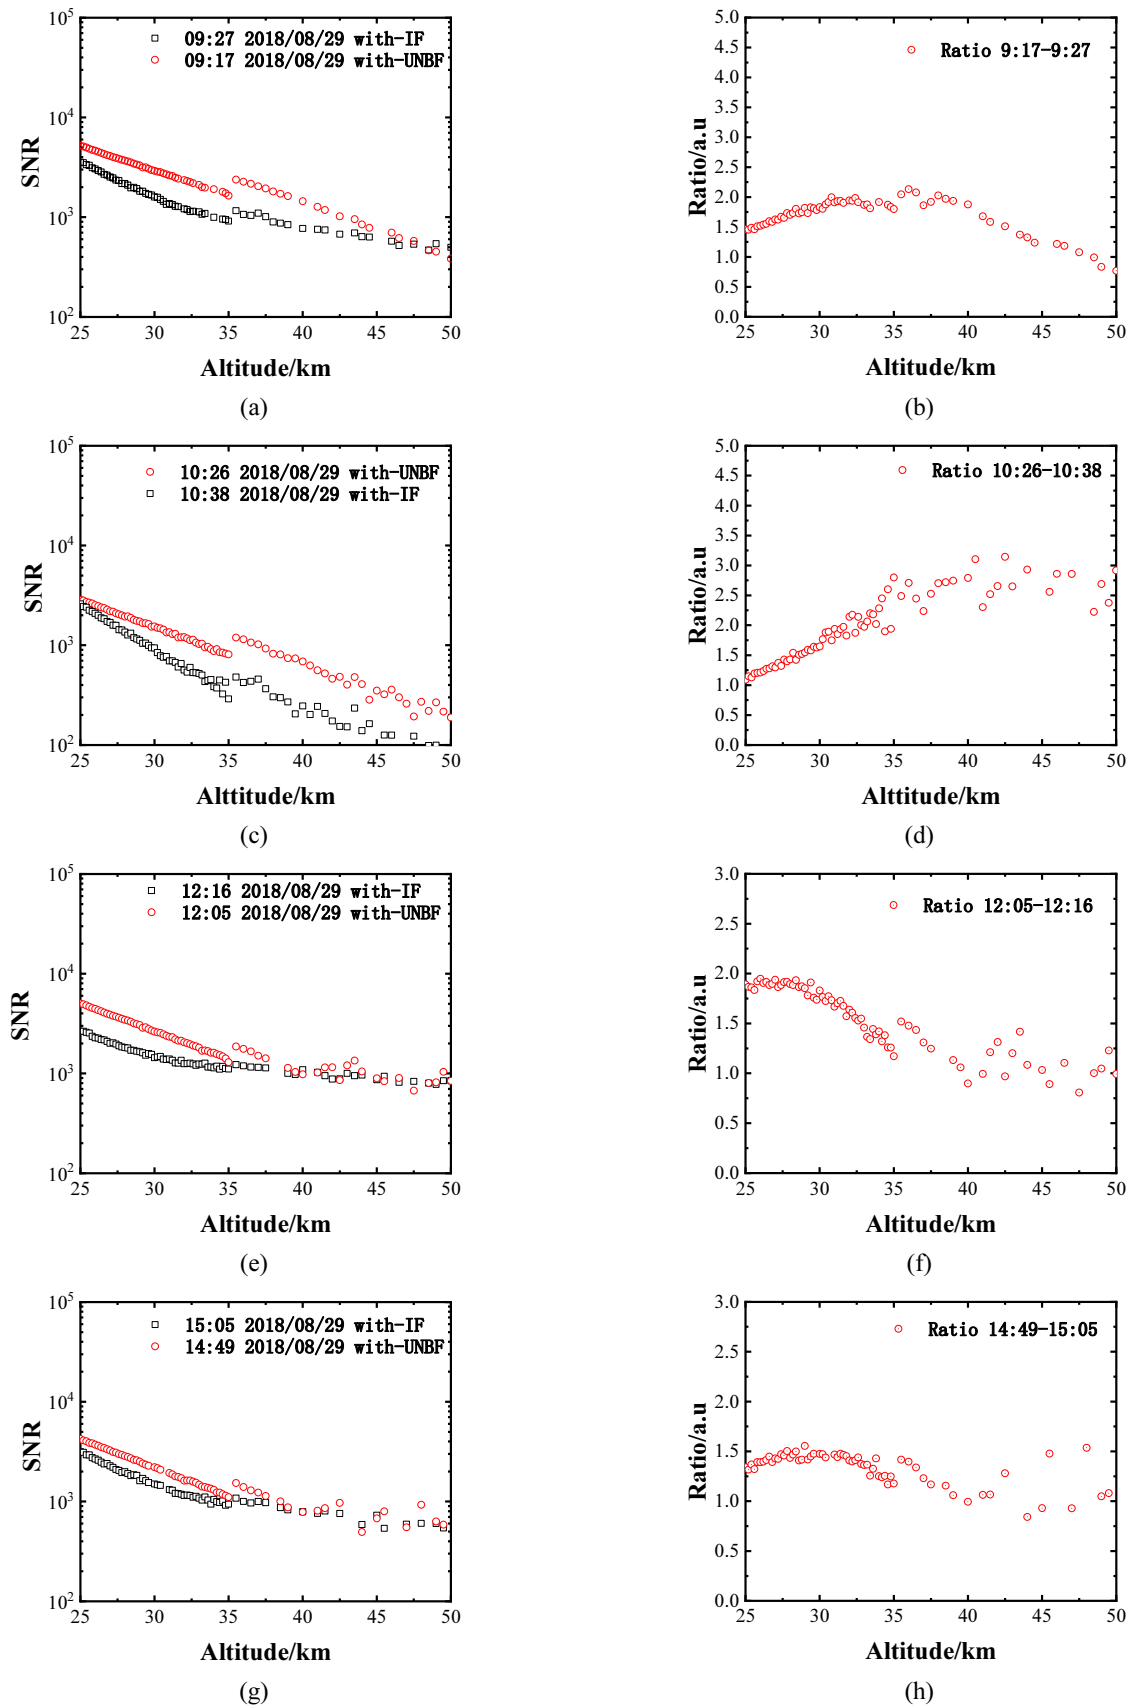 10^5
10^4
10^3
10^2
SNR
09:27 2018/08/29 with-IF
09:17 2018/08/29 with-UNBF
25 30 35 40 45 50
Altitude/km
(a)
5.0
4.5
4.0
3.5
3.0
2.5
2.0
1.5
1.0
0.5
0.0
Ratio/a.u
Ratio 9:17-9:27
25 30 35 40 45 50
Altitude/km
(b)
10^5
10^4
10^3
10^2
SNR
10:26 2018/08/29 with-UNBF
10:38 2018/08/29 with-IF
25 30 35 40 45 50
Alttitude/km
(c)
5.0
4.5
4.0
3.5
3.0
2.5
2.0
1.5
1.0
0.5
0.0
Ratio/a.u
Ratio 10:26-10:38
25 30 35 40 45 50
Alttitude/km
(d)
10^5
10^4
10^3
10^2
SNR
12:16 2018/08/29 with-IF
12:05 2018/08/29 with-UNBF
25 30 35 40 45 50
Altitude/km
(e)
3.0
2.5
2.0
1.5
1.0
0.5
0.0
Ratio/a.u
Ratio 12:05-12:16
25 30 35 40 45 50
Altitude/km
(f)
10^5
10^4
10^3
10^2
SNR
15:05 2018/08/29 with-IF
14:49 2018/08/29 with-UNBF
25 30 35 40 45 50
Altitude/km
(g)
3.0
2.5
2.0
1.5
1.0
0.5
0.0
Ratio/a.u
Ratio 14:49-15:05
25 30 35 40 45 50
Altitude/km
(h)